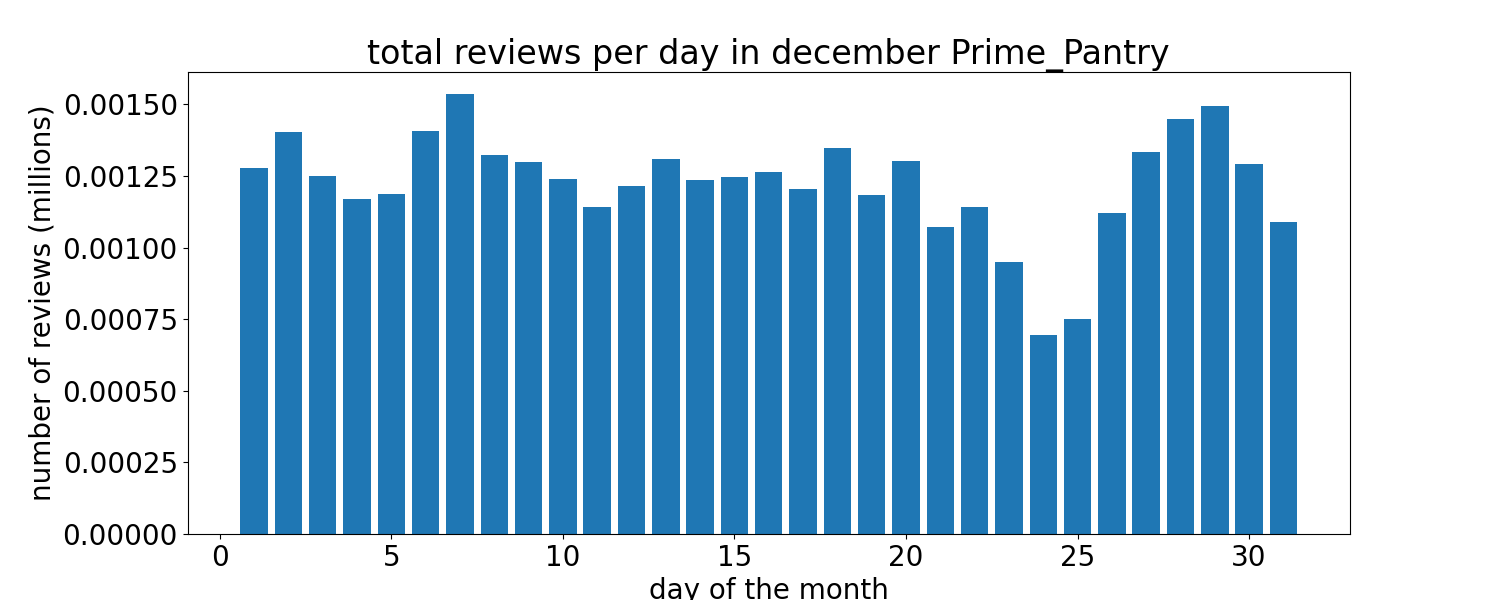 total reviews per day in december Prime_Pantry
number of reviews (millions)
0.00150
0.00125
0.00100
0.00075
0.00050
0.00025
0.00000
0 5 10 15 20 25 30
day of the month